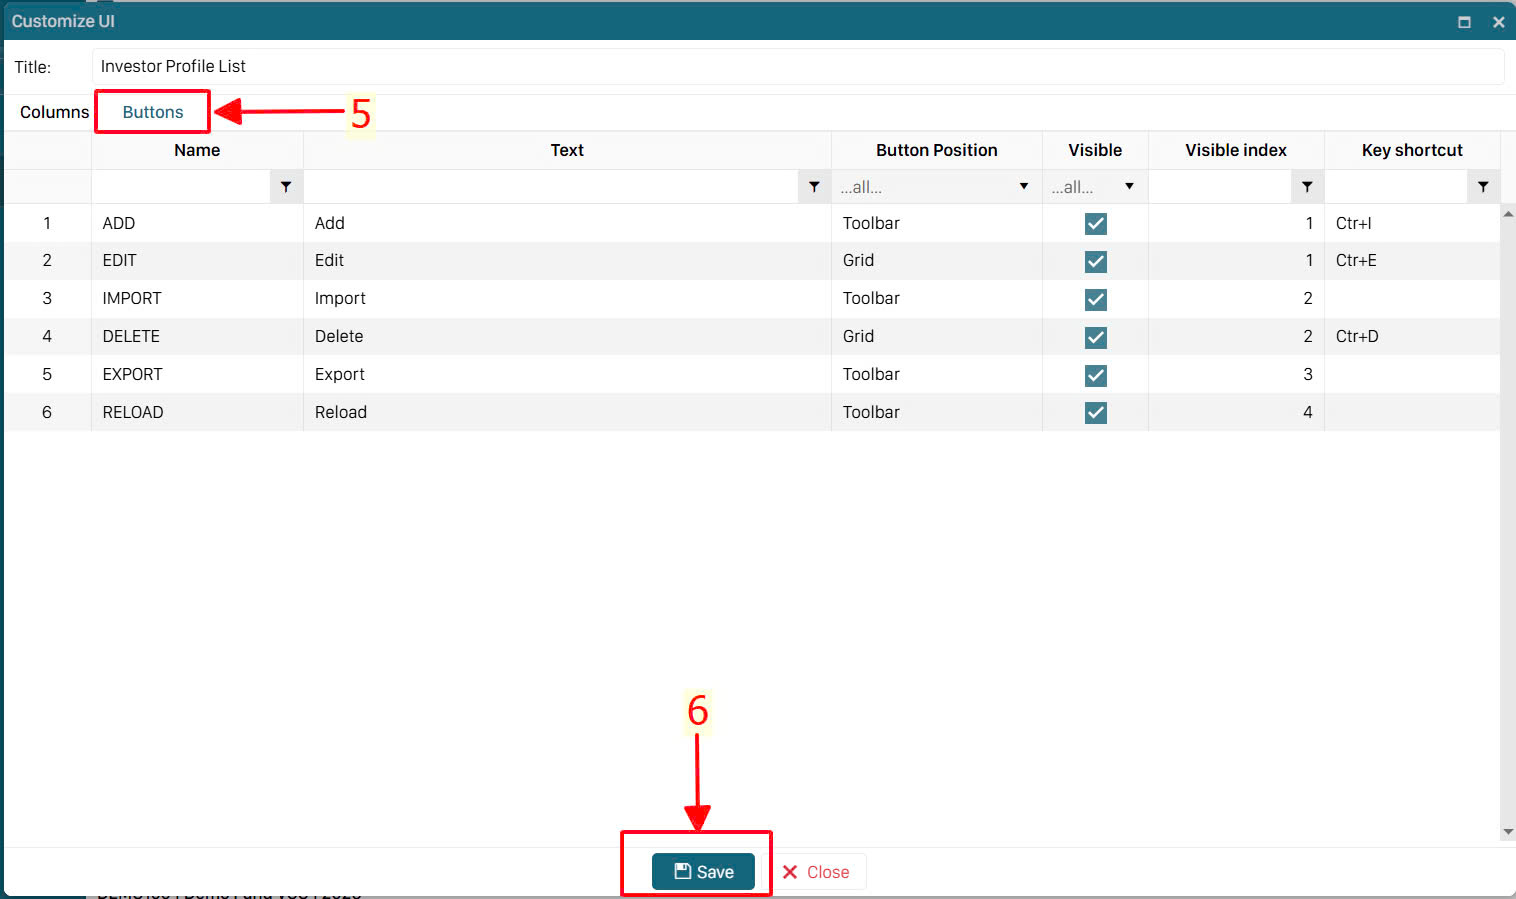 Customize UI
Title: Investor Profile List
Columns Buttons 5
Name Text Button Position Visible Visible index Key shortcut
...all... ...all...
1 ADD Add Toolbar 1 Ctr+I
2 EDIT Edit Grid 1 Ctr+E
3 IMPORT Import Toolbar 2
4 DELETE Delete Grid 2 Ctr+D
5 EXPORT Export Toolbar 3
6 RELOAD Reload Toolbar 4
6
Save Close